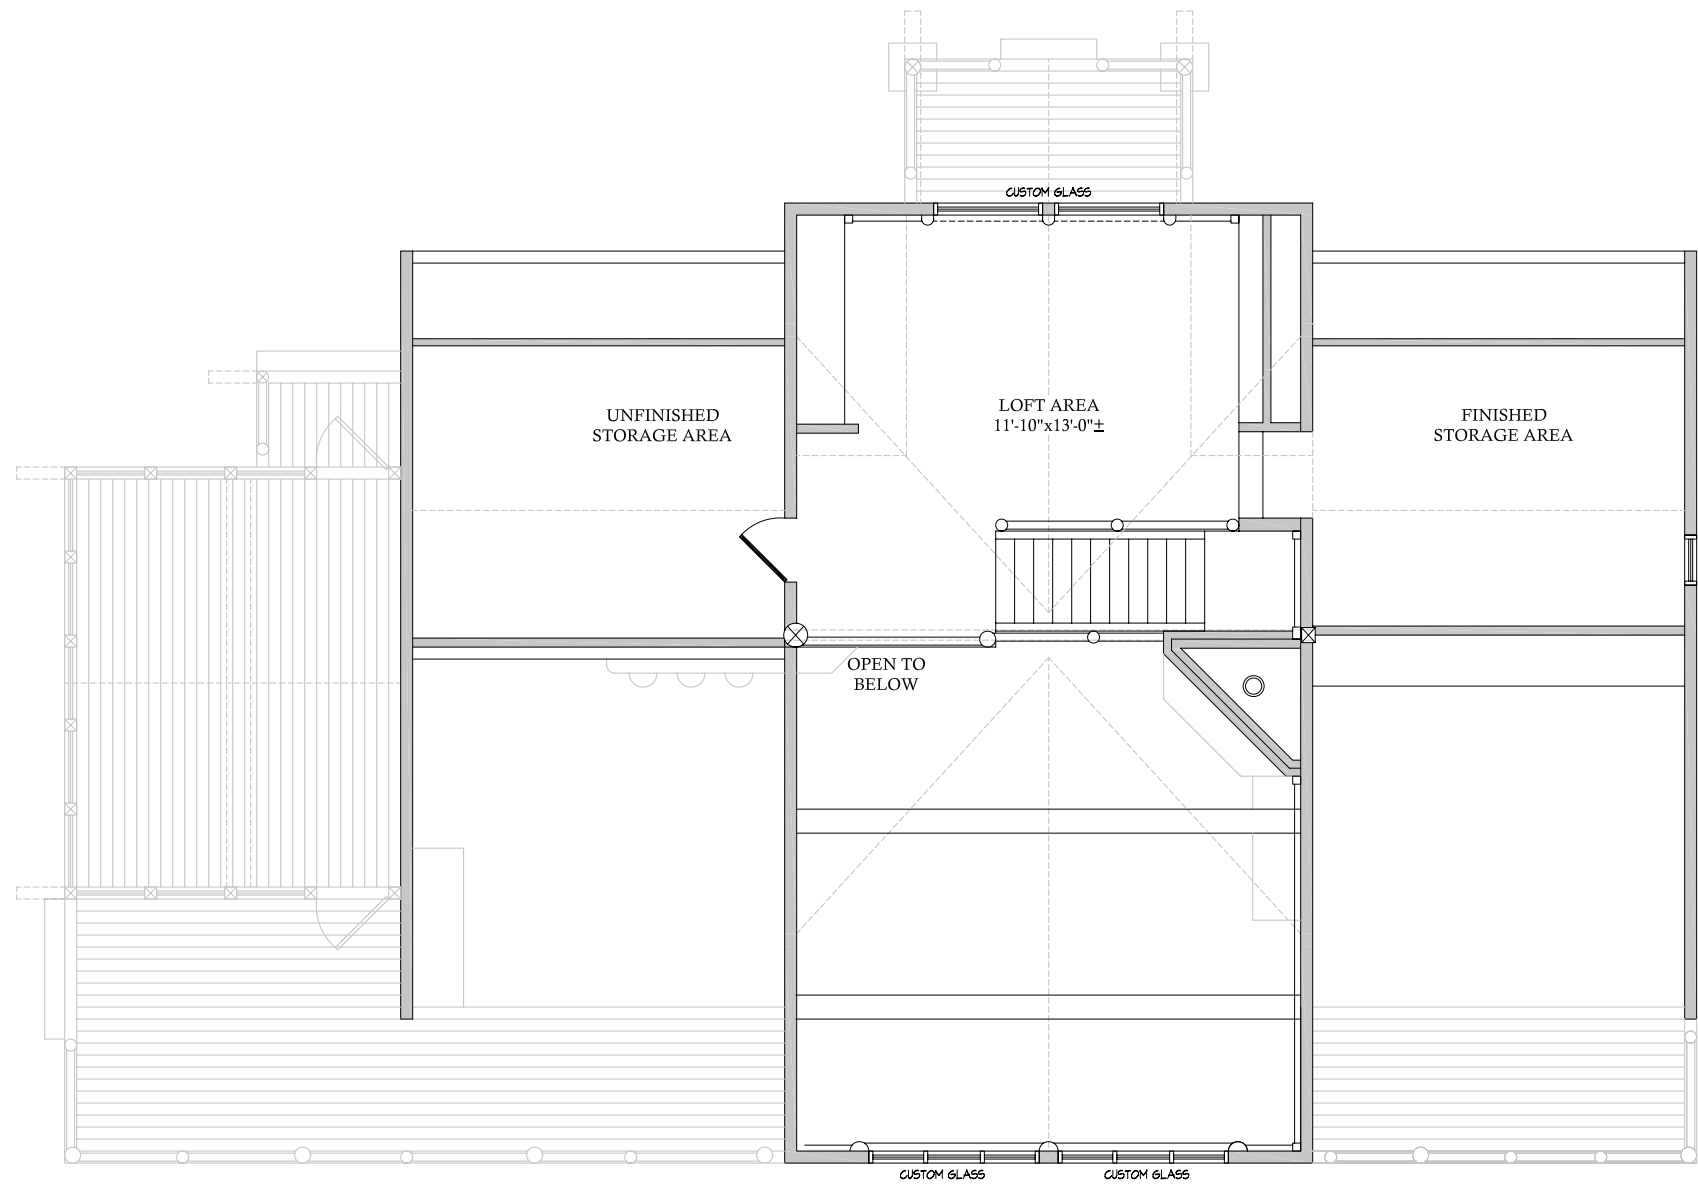 CUSTOM GLASS
LOFT AREA
11'-10"x13'-0"±
UNFINISHED
STORAGE AREA
FINISHED
STORAGE AREA
OPEN TO
BELOW
CUSTOM GLASS
CUSTOM GLASS